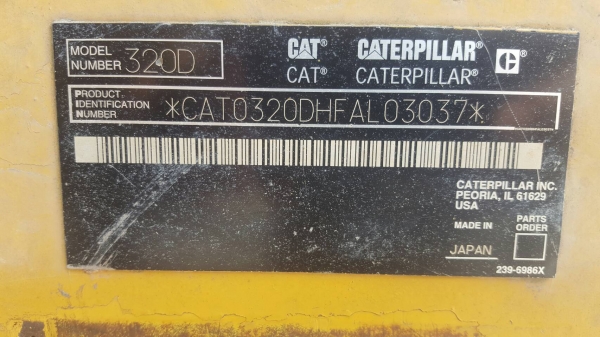 MODEL
NUMBER 320D
CAT® CATERPILLAR® C
CAT® CATERPILLAR®
PRODUCT
IDENTIFICATION
NUMBER
*CAT0320DHFAL03037*
CATERPILLAR INC.
PEORIA, IL 61629
USA
MADE IN
JAPAN
PARTS
ORDER
239-6986X